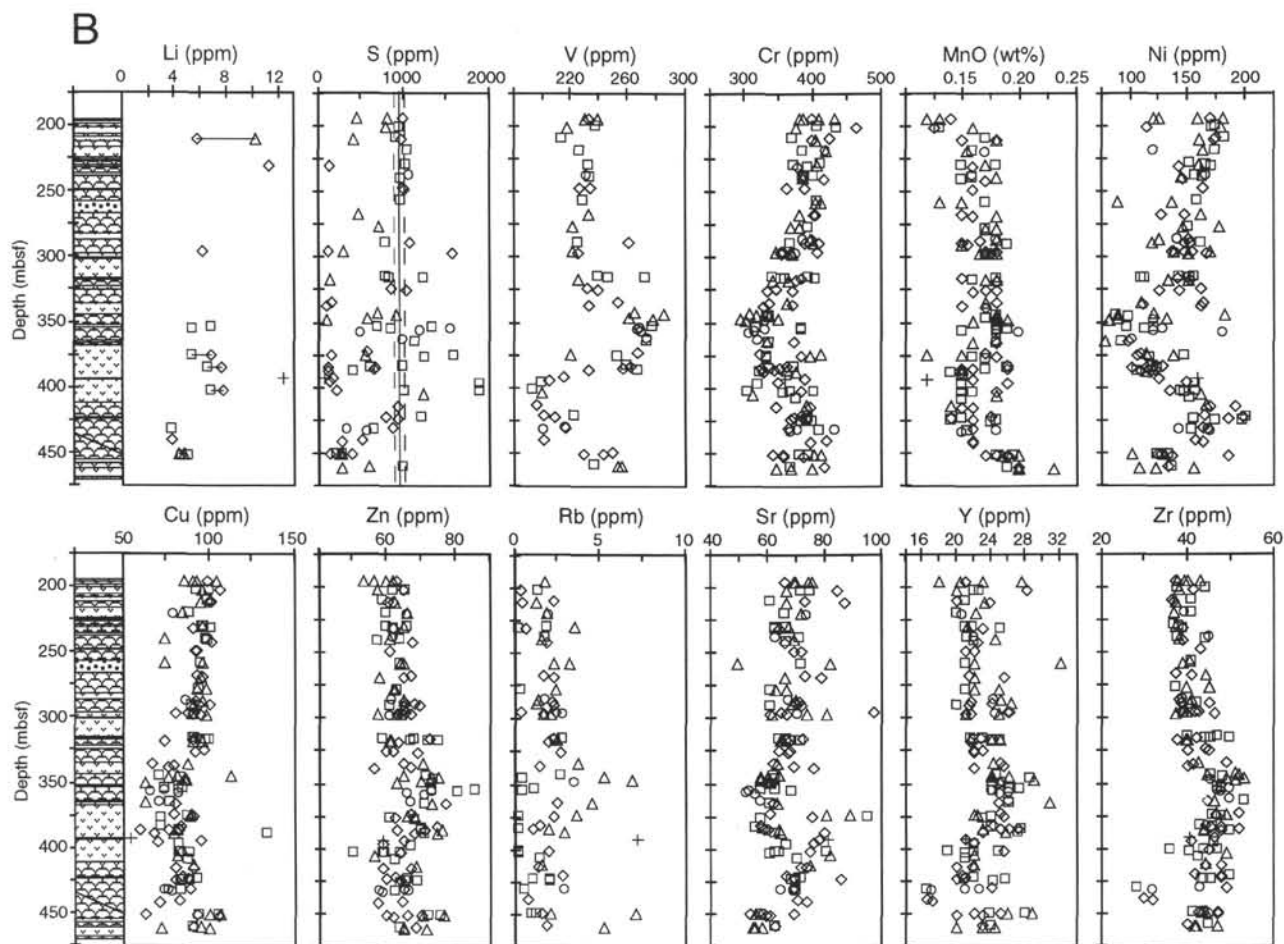 B
Li (ppm) S (ppm) V (ppm) Cr (ppm) MnO (wt%) Ni (ppm)
0 4 8 12 0 1000 2000 220 260 300 300 400 500 0.15 0.20 0.25 100 150 200
200
250
300
350
400
450
Depth (mbsf)
Cu (ppm) Zn (ppm) Rb (ppm) Sr (ppm) Y (ppm) Zr (ppm)
50 100 150 60 80 0 5 10 40 60 80 100 16 20 24 28 32 20 40 60
200
250
300
350
400
450
Depth (mbsf)